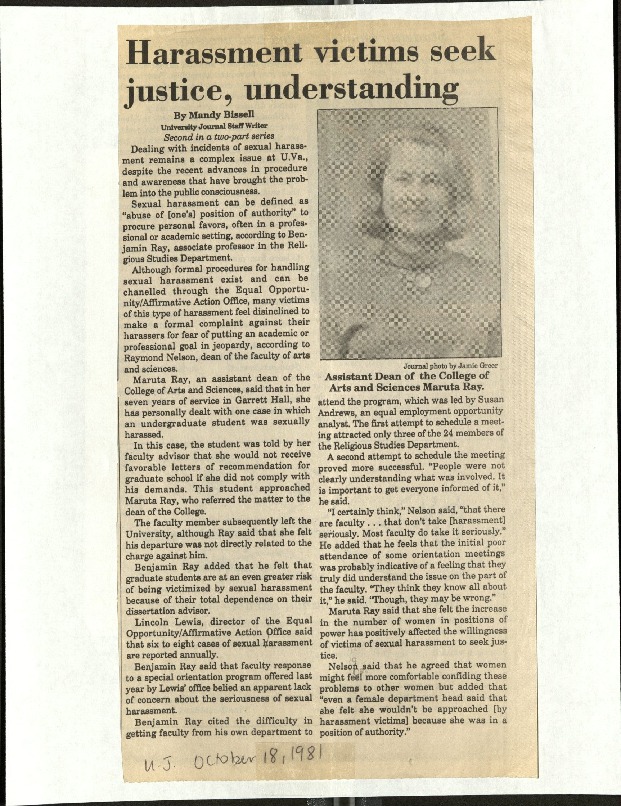 Harassment victims seek
justice, understanding
By Mandy Bissell
University Journal Staff Writer
Second in a two-part series
Dealing with incidents of sexual harass-
ment remains a complex issue at U.Va.,
despite the recent advances in procedure
and awareness that have brought the prob-
lem into the public consciousness.
Sexual harassment can be defined as
"abuse of [one's] position of authority" to
procure personal favors, often in a profes-
sional or academic setting, according to Ben-
jamin Ray, associate professor in the Reli-
gious Studies Department.
Although formal procedures for handling
sexual harassment exist and can be
chanelled through the Equal Opportu-
nity/Affirmative Action Office, many victims
of this type of harassment feel disinclined to
make a formal complaint against their
harassers for fear of putting an academic or
professional goal in jeopardy, according to
Raymond Nelson, dean of the faculty of arts
and sciences.
Maruta Ray, an assistant dean of the
College of Arts and Sciences, said that in her
seven years of service in Garrett Hall, she
has personally dealt with one case in which
an undergraduate student was sexually
harassed.
In this case, the student was told by her
faculty advisor that she would not receive
favorable letters of recommendation for
graduate school if she did not comply with
his demands. This student approached
Maruta Ray, who referred the matter to the
dean of the College.
The faculty member subsequently left the
University, although Ray said that she felt
his departure was not directly related to the
charge against him.
Benjamin Ray added that he felt that
graduate students are at an even greater risk
of being victimized by sexual harassment
because of their total dependence on their
dissertation advisor.
Lincoln Lewis, director of the Equal
Opportunity/Affirmative Action Office said
that six to eight cases of sexual harassment
are reported annually.
Benjamin Ray said that faculty response
to a special orientation program offered last
year by Lewis' office belied an apparent lack
of concern about the seriousness of sexual
harassment.
Benjamin Ray cited the difficulty in
getting faculty from his own department to
Journal photo by Jamie Greer
Assistant Dean of the College of
Arts and Sciences Maruta Ray.
attend the program, which was led by Susan
Andrews, an equal employment opportunity
analyst. The first attempt to schedule a meet-
ing attracted only three of the 24 members of
the Religious Studies Department.
A second attempt to schedule the meeting
proved more successful. "People were not
clearly understanding what was involved. It
is important to get everyone informed of it,"
he said.
"I certainly think," Nelson said, "that there
are faculty . . . that don't take [harassment]
seriously. Most faculty do take it seriously."
He added that he feels that the initial poor
attendance of some orientation meetings
was probably indicative of a feeling that they
truly did understand the issue on the part of
the faculty. "They think they know all about
it," he said. "Though, they may be wrong."
Maruta Ray said that she felt the increase
in the number of women in positions of
power has positively affected the willingness
of victims of sexual harassment to seek jus-
tice.
Nelson said that he agreed that women
might feel more comfortable confiding these
problems to other women but added that
"even a female department head said that
she felt she wouldn't be approached [by
harassment victims] because she was in a
position of authority."
U.J. October 18, 1981